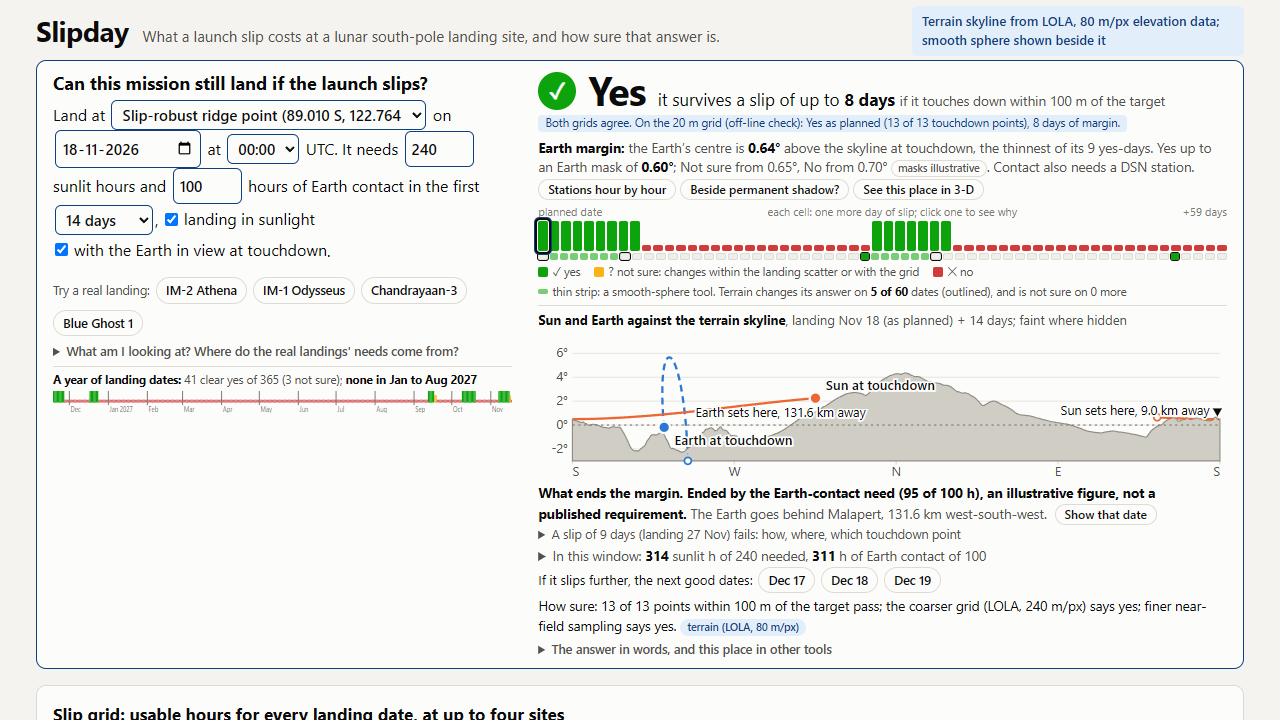 Slipday What a launch slip costs at a lunar south-pole landing site, and how sure that answer is.
Terrain skyline from LOLA, 80 m/px elevation data;
smooth sphere shown beside it
Can this mission still land if the launch slips?
Land at Slip-robust ridge point (89.010 S, 122.764 on
18-11-2026 at 00:00 UTC. It needs 240
sunlit hours and 100 hours of Earth contact in the first
14 days , landing in sunlight
with the Earth in view at touchdown.
Try a real landing: IM-2 Athena IM-1 Odysseus Chandrayaan-3
Blue Ghost 1
What am I looking at? Where do the real landings' needs come from?
A year of landing dates: 41 clear yes of 365 (3 not sure); none in Jan to Aug 2027
Dec Jan 2027 Feb Mar Apr May Jun Jul Aug Sep Oct Nov
✓ Yes it survives a slip of up to 8 days if it touches down within 100 m of the target
Both grids agree. On the 20 m grid (off-line check): Yes as planned (13 of 13 touchdown points), 8 days of margin.
Earth margin: the Earth's centre is 0.64° above the skyline at touchdown, the thinnest of its 9 yes-days. Yes up to
an Earth mask of 0.60°; Not sure from 0.65°, No from 0.70° masks illustrative . Contact also needs a DSN station.
Stations hour by hour Beside permanent shadow? See this place in 3-D
planned date each cell: one more day of slip; click one to see why +59 days
✓ yes ? not sure: changes within the landing scatter or with the grid ✕ no
thin strip: a smooth-sphere tool. Terrain changes its answer on 5 of 60 dates (outlined), and is not sure on 0 more
Sun and Earth against the terrain skyline, landing Nov 18 (as planned) + 14 days; faint where hidden
6°
4°
Sun at touchdown
2°
Earth sets here, 131.6 km away
Sun sets here, 9.0 km away ▼
0°
Earth at touchdown
-2°
S W N E S
What ends the margin. Ended by the Earth-contact need (95 of 100 h), an illustrative figure, not a
published requirement. The Earth goes behind Malapert, 131.6 km west-south-west. Show that date
A slip of 9 days (landing 27 Nov) fails: how, where, which touchdown point
In this window: 314 sunlit h of 240 needed, 311 h of Earth contact of 100
If it slips further, the next good dates: Dec 17 Dec 18 Dec 19
How sure: 13 of 13 points within 100 m of the target pass; the coarser grid (LOLA, 240 m/px) says yes; finer near-
field sampling says yes. terrain (LOLA, 80 m/px)
The answer in words, and this place in other tools
Slip grid: usable hours for every landing date, at up to four sites